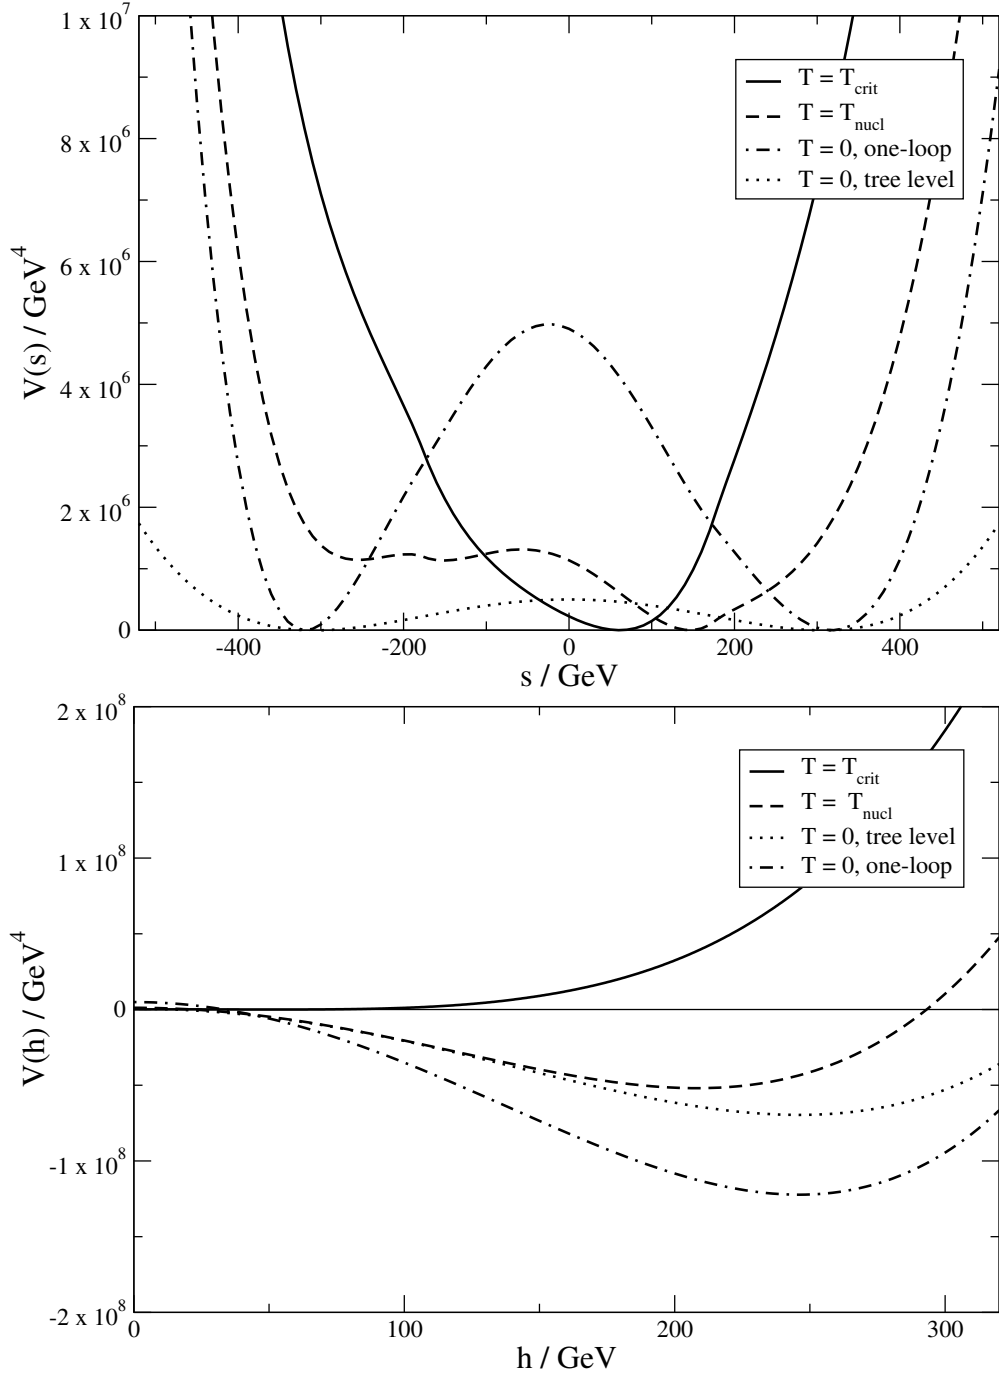 1 x 10^7
8 x 10^6
6 x 10^6
4 x 10^6
2 x 10^6
0
V(s) / GeV^4
T = T_crit
T = T_nucl
T = 0, one-loop
T = 0, tree level
-400 -200 0 200 400
s / GeV
2 x 10^8
1 x 10^8
0
-1 x 10^8
-2 x 10^8
V(h) / GeV^4
T = T_crit
T = T_nucl
T = 0, tree level
T = 0, one-loop
0 100 200 300
h / GeV